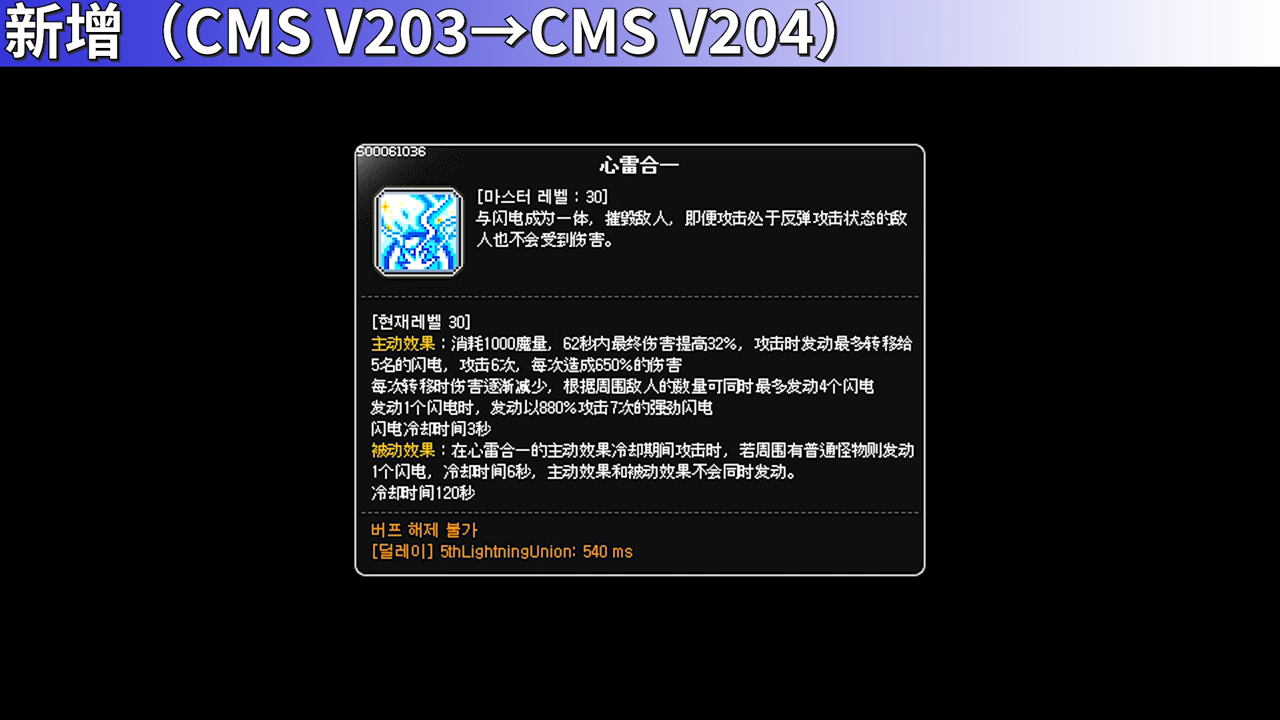 新增（CMS V203→CMS V204）
500061036
心雷合一
[마스터 레벨 : 30]
与闪电成为一体，摧毁敌人，即便攻击处于反弹攻击状态的敌
人也不会受到伤害。
[현재레벨 30]
主动效果 : 消耗1000魔量，62秒内最终伤害提高32%，攻击时发动最多转移给
5名的闪电，攻击6次，每次造成650%的伤害
每次转移时伤害逐渐减少，根据周围敌人的数量可同时最多发动4个闪电
发动1个闪电时，发动以880%攻击7次的强劲闪电
闪电冷却时间3秒
被动效果 : 在心雷合一的主动效果冷却期间攻击时，若周围有普通怪物则发动
1个闪电，冷却时间6秒，主动效果和被动效果不会同时发动。
冷却时间120秒
버프 해제 불가
[딜레이] 5thLightningUnion: 540 ms